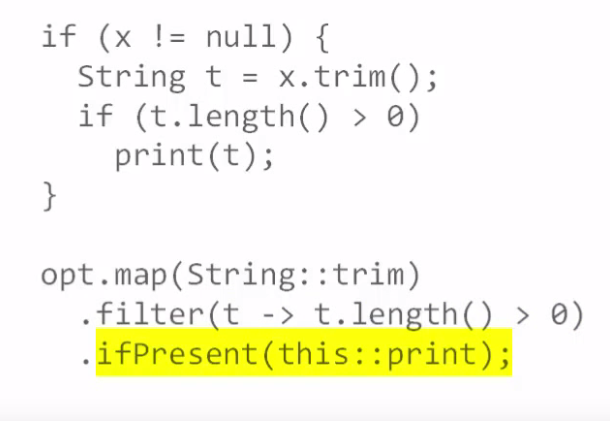 if (x != null) {
  String t = x.trim();
  if (t.length() > 0)
    print(t);
}

opt.map(String::trim)
  .filter(t -> t.length() > 0)
  .ifPresent(this::print);